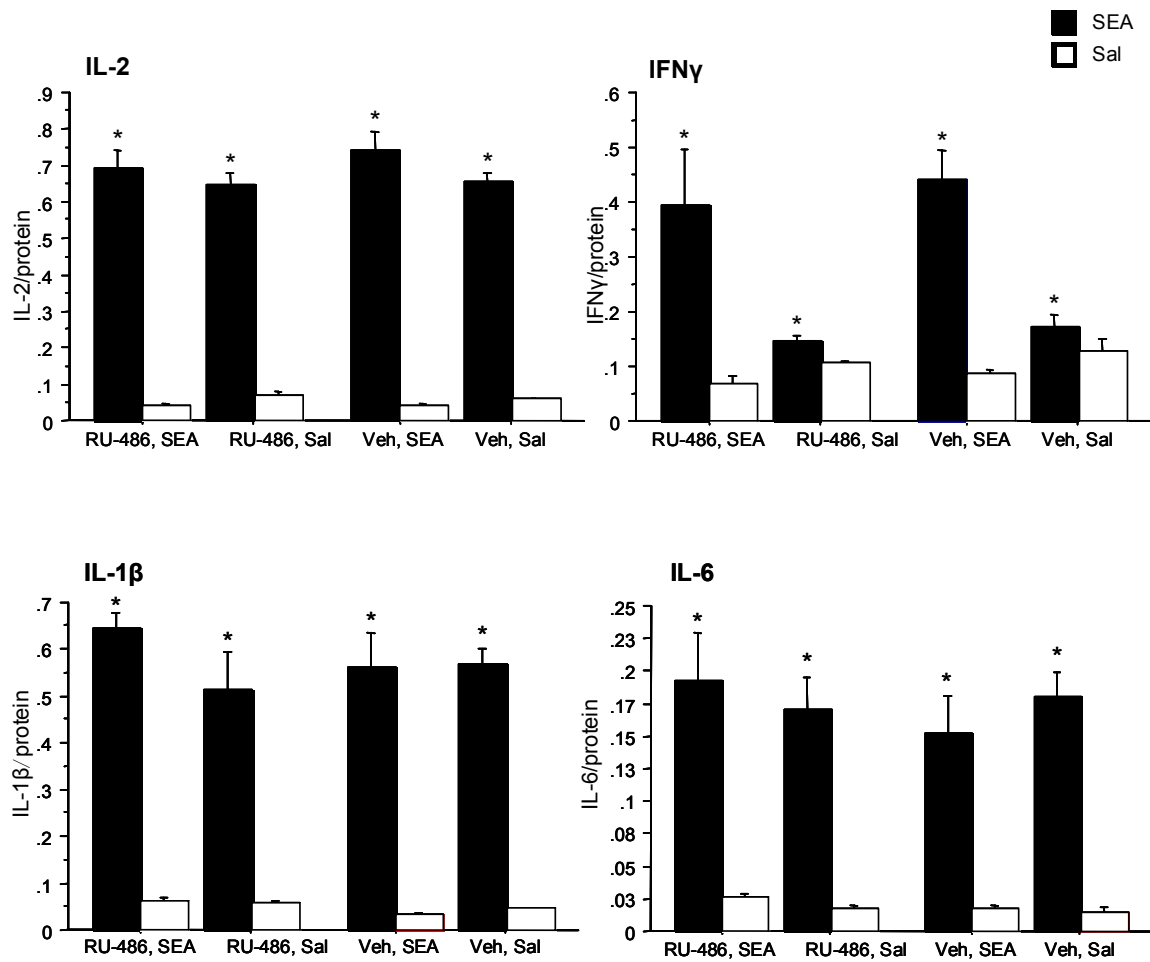 SEA
Sal
IL-2
IL-2/protein
.9
.8
.7
.6
.5
.4
.3
.2
.1
0
*
*
*
*
RU-486, SEA
RU-486, Sal
Veh, SEA
Veh, Sal
IFNγ
IFNγ/protein
.6
.5
.4
.3
.2
.1
0
*
*
*
*
RU-486, SEA
RU-486, Sal
Veh, SEA
Veh, Sal
IL-1β
IL-1β/protein
.7
.6
.5
.4
.3
.2
.1
0
*
*
*
*
RU-486, SEA
RU-486, Sal
Veh, SEA
Veh, Sal
IL-6
IL-6/protein
.25
.23
.2
.17
.15
.13
.1
.08
.05
.03
0
*
*
*
*
RU-486, SEA
RU-486, Sal
Veh, SEA
Veh, Sal